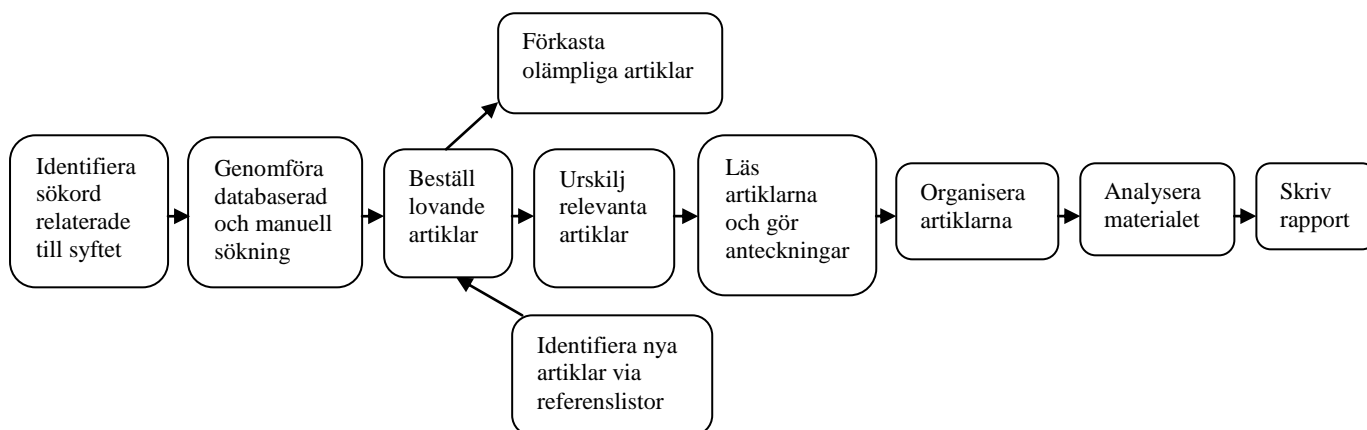 Förkasta
olämpliga artiklar
Identifiera
sökord
relaterade
till syftet
Genomföra
databaserad
och manuell
sökning
Beställ
lovande
artiklar
Urskilj
relevanta
artiklar
Läs
artiklarna
och gör
anteckningar
Organisera
artiklarna
Analysera
materialet
Skriv
rapport
Identifiera nya
artiklar via
referenslistor